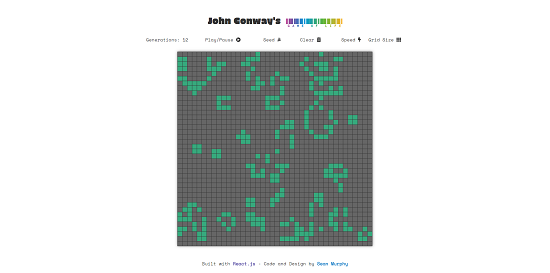 John Conway's GAME OF LIFE
Generations: 12 Play/Pause Seed Clear Speed Grid Size
Built with React.js - Code and Design by Sean Murphy